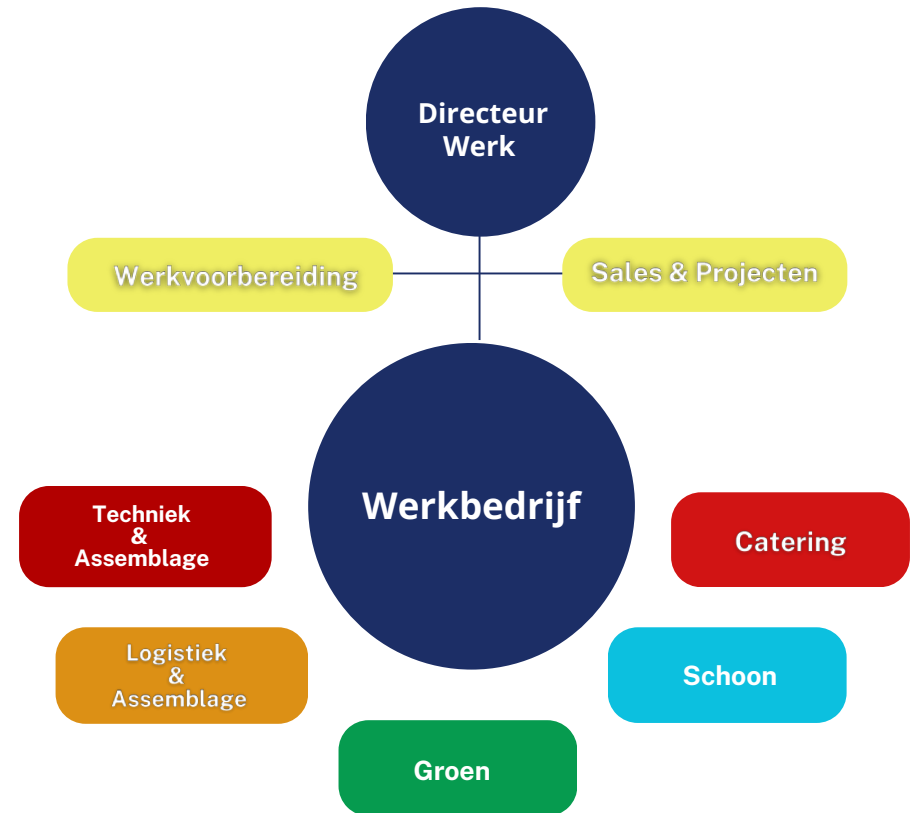 Directeur
Werk
Werkvoorbereiding
Sales & Projecten
Werkbedrijf
Techniek
&
Assemblage
Catering
Logistiek
&
Assemblage
Schoon
Groen